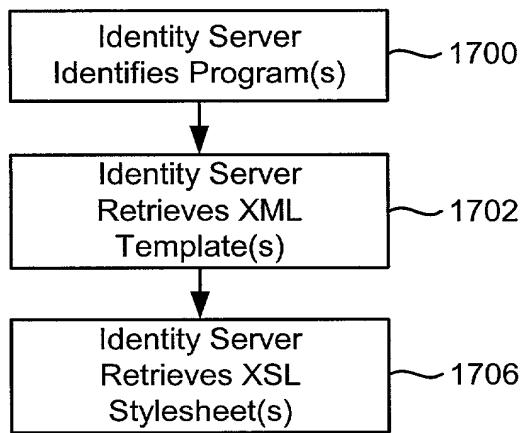 Identity Server
Identifies Program(s)
1700
Identity Server
Retrieves XML
Template(s)
1702
Identity Server
Retrieves XSL
Stylesheet(s)
1706